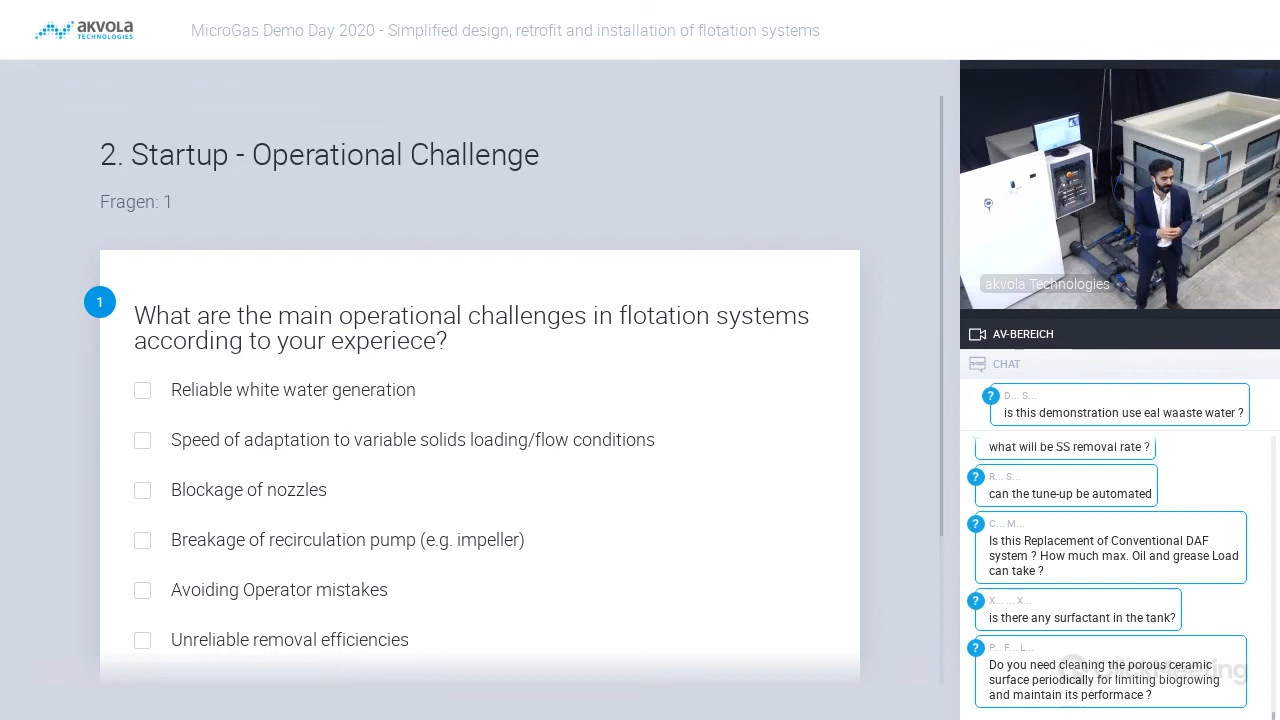 akvola
TECHNOLOGIES
MicroGas Demo Day 2020 - Simplified design, retrofit and installation of flotation systems
2. Startup - Operational Challenge
Fragen: 1
1
What are the main operational challenges in flotation systems
according to your experiece?
Reliable white water generation
Speed of adaptation to variable solids loading/flow conditions
Blockage of nozzles
Breakage of recirculation pump (e.g. impeller)
Avoiding Operator mistakes
Unreliable removal efficiencies
akvola Technologies
AV-BEREICH
CHAT
?
D... S...
is this demonstration use eal waaste water ?
what will be SS removal rate ?
?
R... S...
can the tune-up be automated
?
C... M...
Is this Replacement of Conventional DAF
system ? How much max. Oil and grease Load
can take ?
?
X... ... X...
is there any surfactant in the tank?
?
P... F... L...
Do you need cleaning the porous ceramic
surface periodically for limiting biogrowing
and maintain its performace ?
ClickMeeting